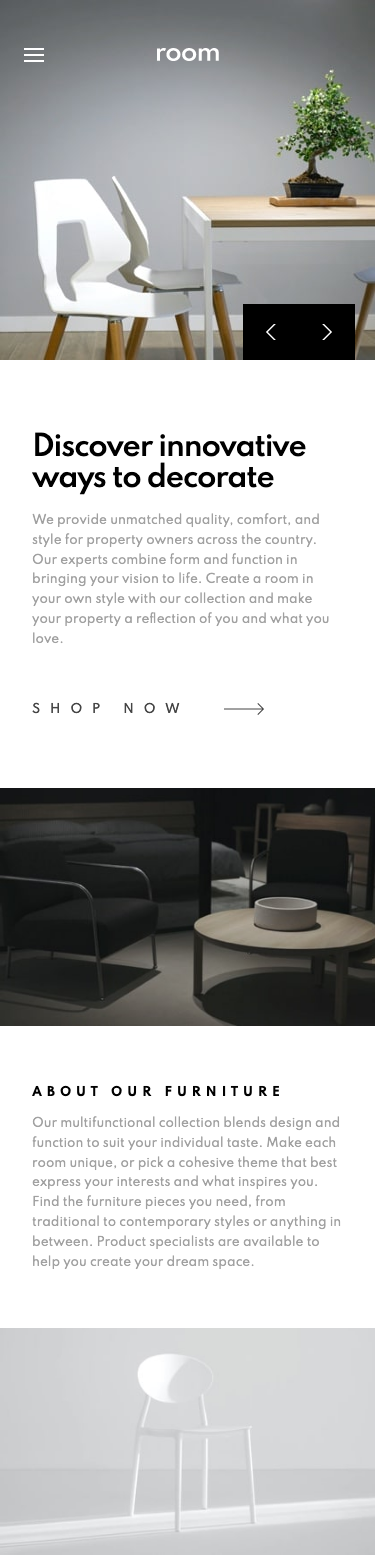 room
Discover innovative
ways to decorate
We provide unmatched quality, comfort, and
style for property owners across the country.
Our experts combine form and function in
bringing your vision to life. Create a room in
your own style with our collection and make
your property a reflection of you and what you
love.
SHOP NOW
ABOUT OUR FURNITURE
Our multifunctional collection blends design and
function to suit your individual taste. Make each
room unique, or pick a cohesive theme that best
express your interests and what inspires you.
Find the furniture pieces you need, from
traditional to contemporary styles or anything in
between. Product specialists are available to
help you create your dream space.